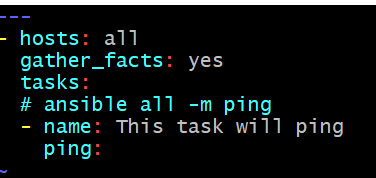 ---
- hosts: all
  gather_facts: yes
  tasks:
  # ansible all -m ping
  - name: This task will ping
    ping:
~